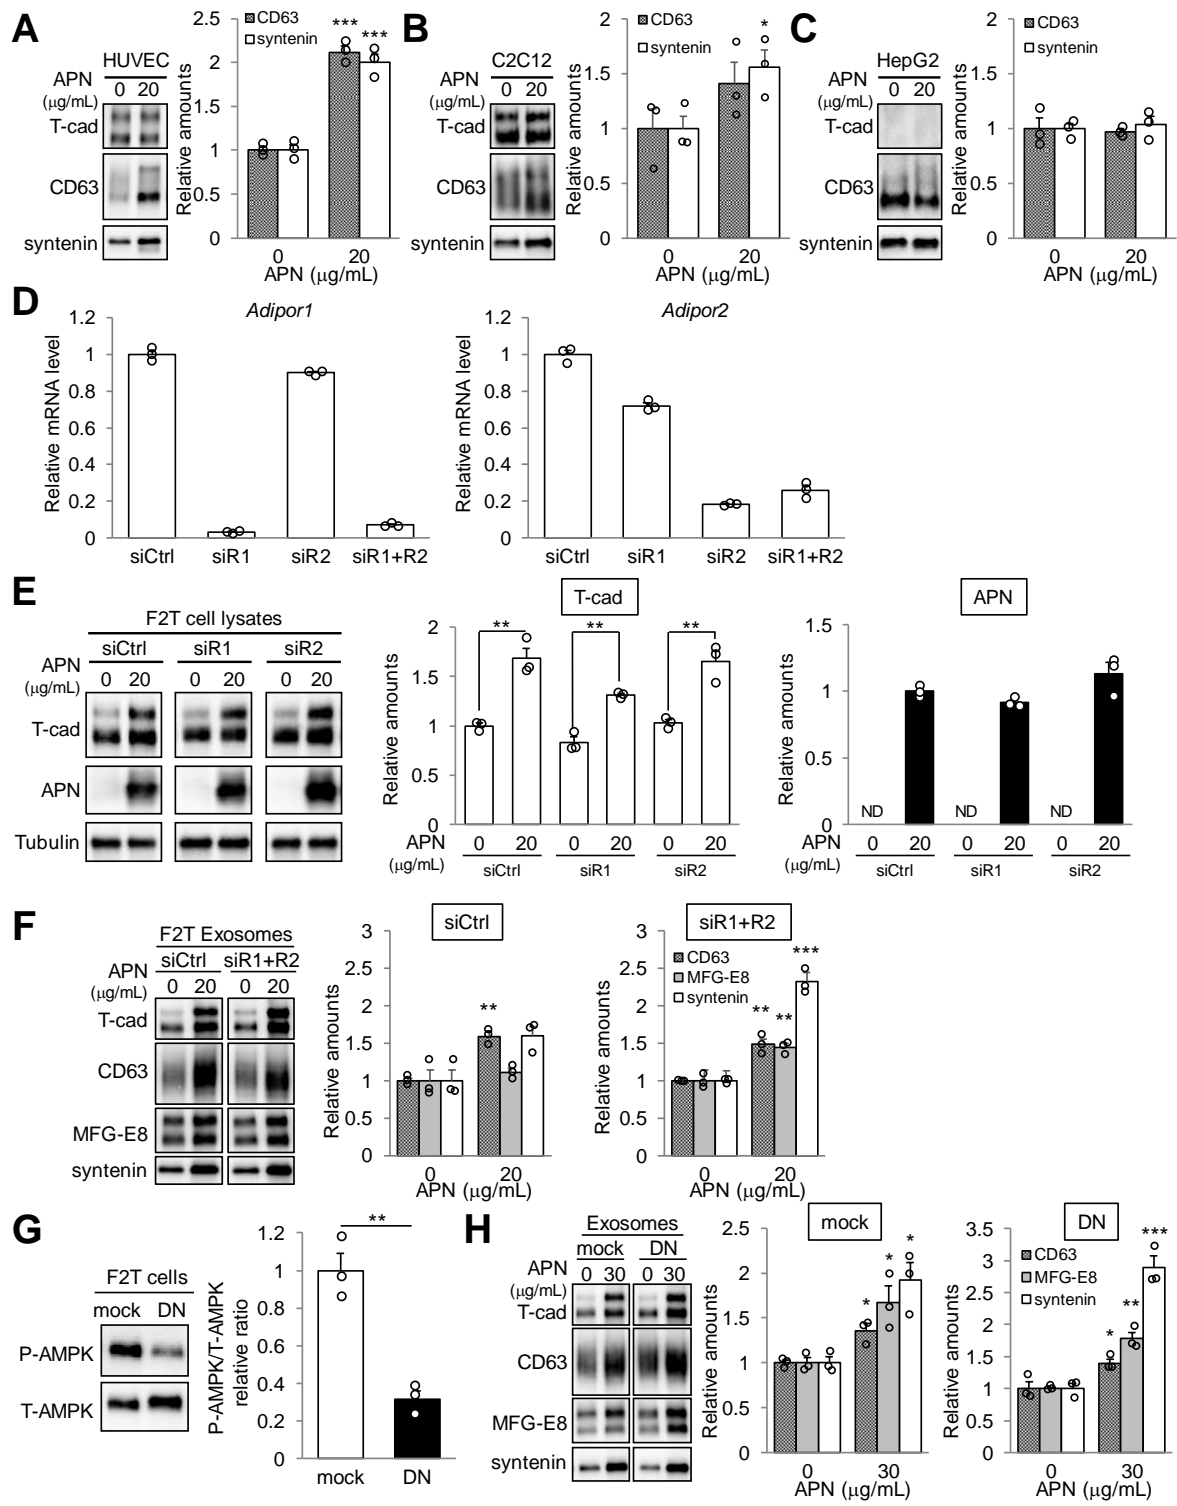 A
HUVEC
APN 0 20
(μg/mL)
T-cad
CD63
syntenin
Relative amounts
2.5
2
1.5
1
0.5
0
CD63
syntenin
***
***
0 20
APN (μg/mL)
B
C2C12
APN 0 20
(μg/mL)
T-cad
CD63
syntenin
Relative amounts
2
1.5
1
0.5
0
CD63
syntenin
*
0 20
APN (μg/mL)
C
HepG2
APN 0 20
(μg/mL)
T-cad
CD63
syntenin
Relative amounts
2
1.5
1
0.5
0
CD63
syntenin
0 20
APN (μg/mL)
D
Adipor1
Relative mRNA level
1.2
1
0.8
0.6
0.4
0.2
0
siCtrl siR1 siR2 siR1+R2
Adipor2
Relative mRNA level
1.2
1
0.8
0.6
0.4
0.2
0
siCtrl siR1 siR2 siR1+R2
E
F2T cell lysates
siCtrl siR1 siR2
APN 0 20 0 20 0 20
(μg/mL)
T-cad
APN
Tubulin
T-cad
Relative amounts
2
1.5
1
0.5
0
** ** **
APN 0 20 0 20 0 20
(μg/mL) siCtrl siR1 siR2
APN
Relative amounts
1.5
1
0.5
0
ND ND ND
APN 0 20 0 20 0 20
(μg/mL) siCtrl siR1 siR2
F
F2T Exosomes
siCtrl siR1+R2
APN 0 20 0 20
(μg/mL)
T-cad
CD63
MFG-E8
syntenin
siCtrl
Relative amounts
3
2.5
2
1.5
1
0.5
0
**
0 20
APN (μg/mL)
siR1+R2
Relative amounts
3
2.5
2
1.5
1
0.5
0
CD63
MFG-E8
syntenin
** ** ***
0 20
APN (μg/mL)
G
F2T cells
mock DN
P-AMPK
T-AMPK
P-AMPK/T-AMPK
relative ratio
1.2
1
0.8
0.6
0.4
0.2
0
**
mock DN
H
Exosomes
mock DN
APN 0 30 0 30
(μg/mL)
T-cad
CD63
MFG-E8
syntenin
mock
Relative amounts
2.5
2
1.5
1
0.5
0
* * *
0 30
APN (μg/mL)
DN
Relative amounts
3.5
3
2.5
2
1.5
1
0.5
0
CD63
MFG-E8
syntenin
* ** ***
0 30
APN (μg/mL)